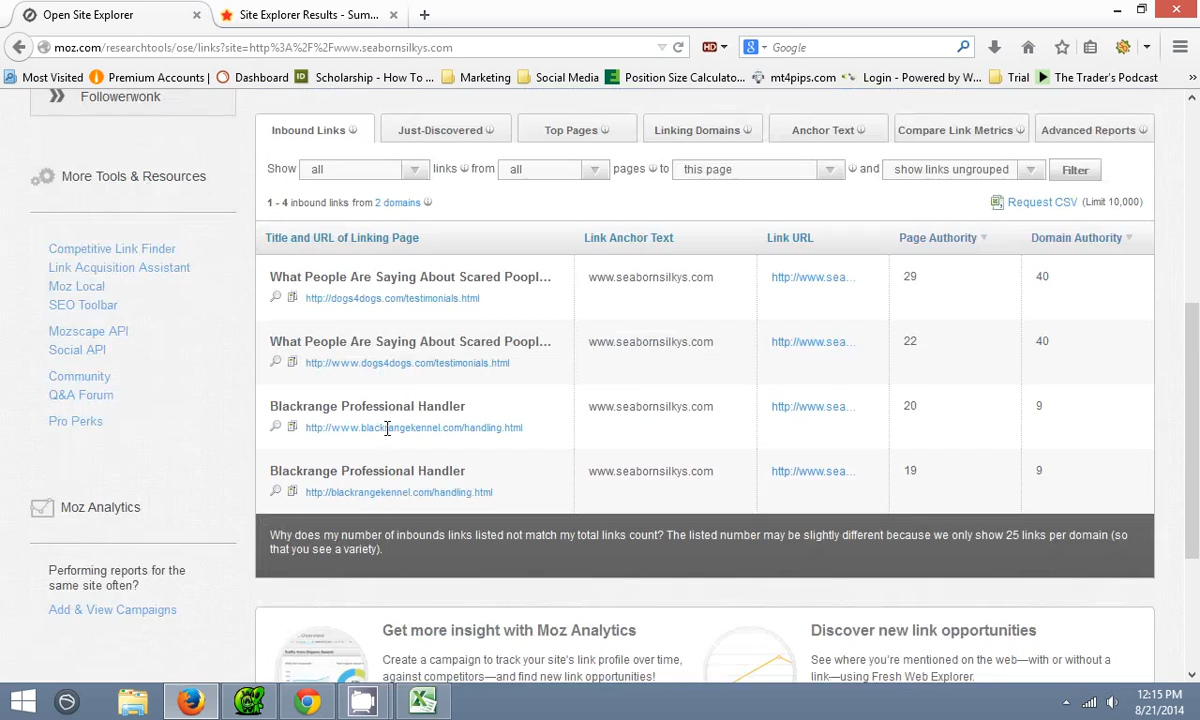 Open Site Explorer
Site Explorer Results - Sum...
moz.com/researchtools/ose/links?site=http%3A%2F%2Fwww.seabornsilkys.com
HD
Google
Most Visited
Premium Accounts |
Dashboard
Scholarship - How To ...
Marketing
Social Media
Position Size Calculato...
mt4pips.com
Login - Powered by W...
Trial
The Trader's Podcast
Followerwonk
More Tools & Resources
Competitive Link Finder
Link Acquisition Assistant
Moz Local
SEO Toolbar
Mozscape API
Social API
Community
Q&A Forum
Pro Perks
Moz Analytics
Performing reports for the
same site often?
Add & View Campaigns
Inbound Links
Just-Discovered
Top Pages
Linking Domains
Anchor Text
Compare Link Metrics
Advanced Reports
Show all links from all pages to this page and show links ungrouped Filter
1 - 4 inbound links from 2 domains
Request CSV (Limit 10,000)
Title and URL of Linking Page Link Anchor Text Link URL Page Authority Domain Authority
What People Are Saying About Scared Poopl... www.seabornsilkys.com http://www.sea... 29 40
http://dogs4dogs.com/testimonials.html
What People Are Saying About Scared Poopl... www.seabornsilkys.com http://www.sea... 22 40
http://www.dogs4dogs.com/testimonials.html
Blackrange Professional Handler www.seabornsilkys.com http://www.sea... 20 9
http://www.blackrangekennel.com/handling.html
Blackrange Professional Handler www.seabornsilkys.com http://www.sea... 19 9
http://blackrangekennel.com/handling.html
Why does my number of inbounds links listed not match my total links count? The listed number may be slightly different because we only show 25 links per domain (so
that you see a variety).
Get more insight with Moz Analytics
Create a campaign to track your site's link profile over time,
against competitors—and find new link opportunities!
Discover new link opportunities
See where you're mentioned on the web—with or without a
link—using Fresh Web Explorer.
12:15 PM
8/21/2014